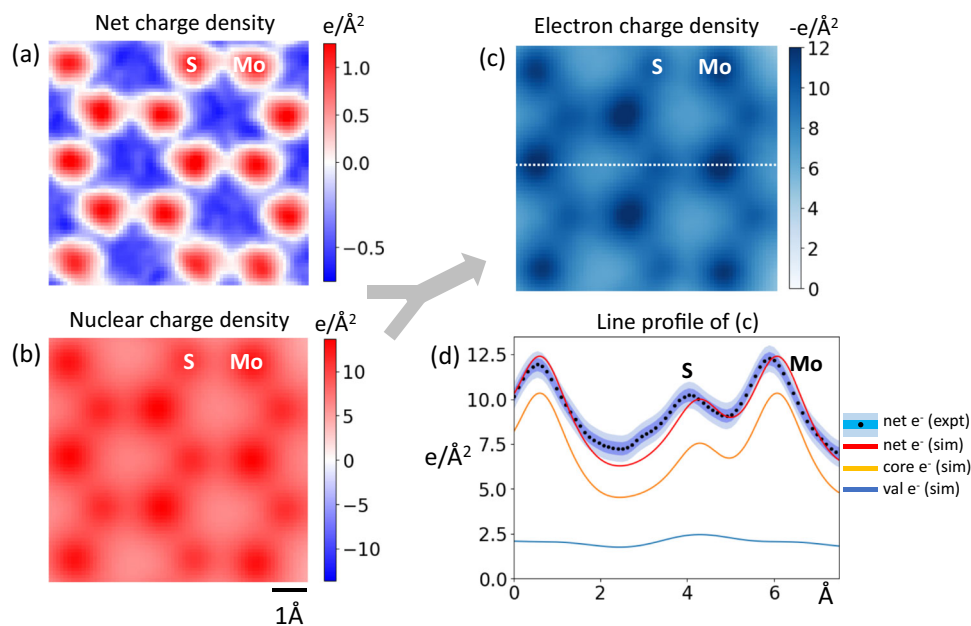 Net charge density
(a)
e/Å²
S Mo
1.0
0.5
0.0
−0.5
Nuclear charge density
(b)
e/Å²
S Mo
10
5
0
−5
−10
1Å
Electron charge density
(c)
-e/Å²
S Mo
12
10
8
6
4
2
0
Line profile of (c)
(d)
12.5
10.0
7.5
e/Å²
5.0
2.5
0.0
S
Mo
0 2 4 6 Å
net e⁻ (expt)
net e⁻ (sim)
core e⁻ (sim)
val e⁻ (sim)